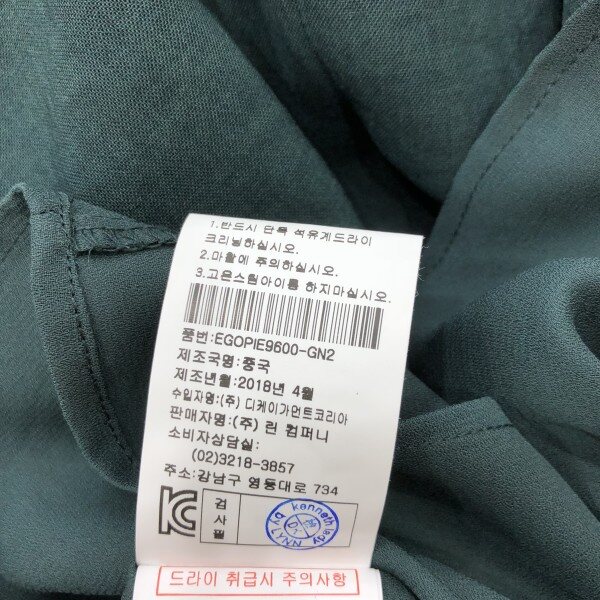 1.반드시 단독 석유계드라이
크리닝하십시오.
2.마찰에 주의하십시오.
3.고온스팀아이롱 하지마십시오.
품번:EGOPIE9600-GN2
제조국명:중국
제조년월:2018년 4월
수입자명:(주) 디케이가먼트코리아
판매자명:(주) 린 컴퍼니
소비자상담실:
(02)3218-3857
주소:강남구 영동대로 734
검
사
필
by kenneth lady
LYNN
드라이 취급시 주의사항